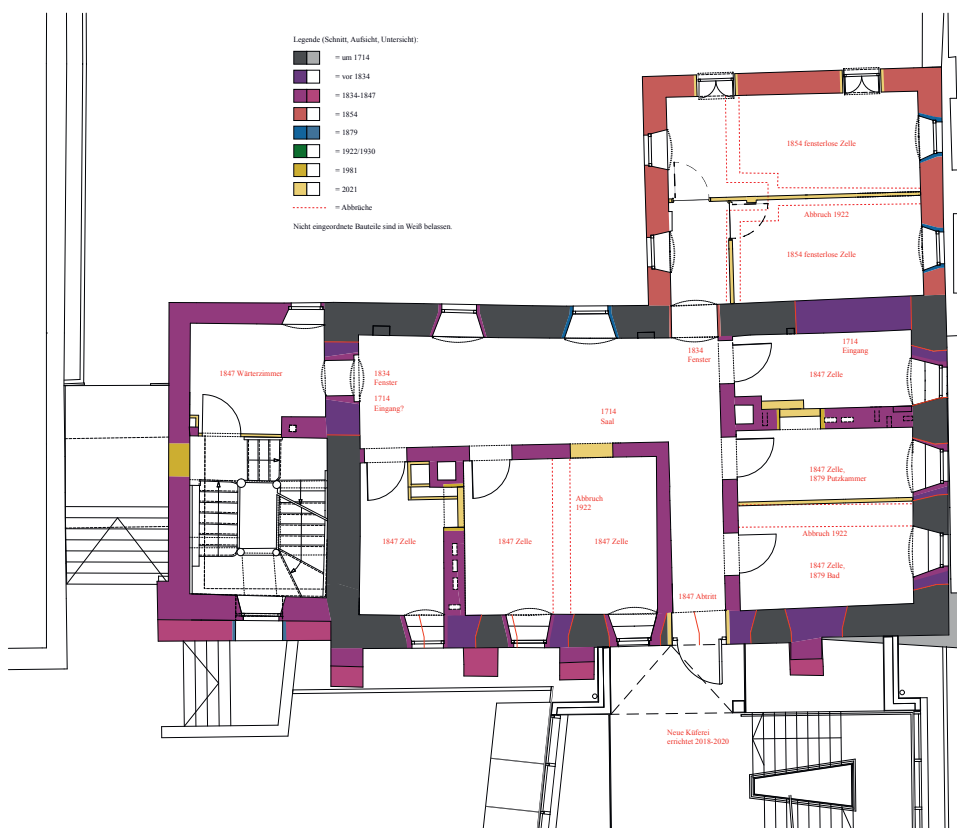 Legende (Schnitt, Aufsicht, Untersicht):
= um 1714
= vor 1834
= 1834-1847
= 1854
= 1879
= 1922/1930
= 1981
= 2021
= Abbrüche
Nicht eingeordnete Bauteile sind in Weiß belassen.
1854 fensterlose Zelle
Abbruch 1922
1854 fensterlose Zelle
1847 Wärterzimmer
1834
Fenster
1714
Eingang?
1714
Saal
1834
Fenster
1714
Eingang
1847 Zelle
1847 Zelle,
1879 Putzkammer
Abbruch 1922
1847 Zelle,
1879 Bad
Abbruch
1922
1847 Zelle
1847 Zelle
1847 Zelle
1847 Abtritt
Neue Küferei
errichtet 2018-2020